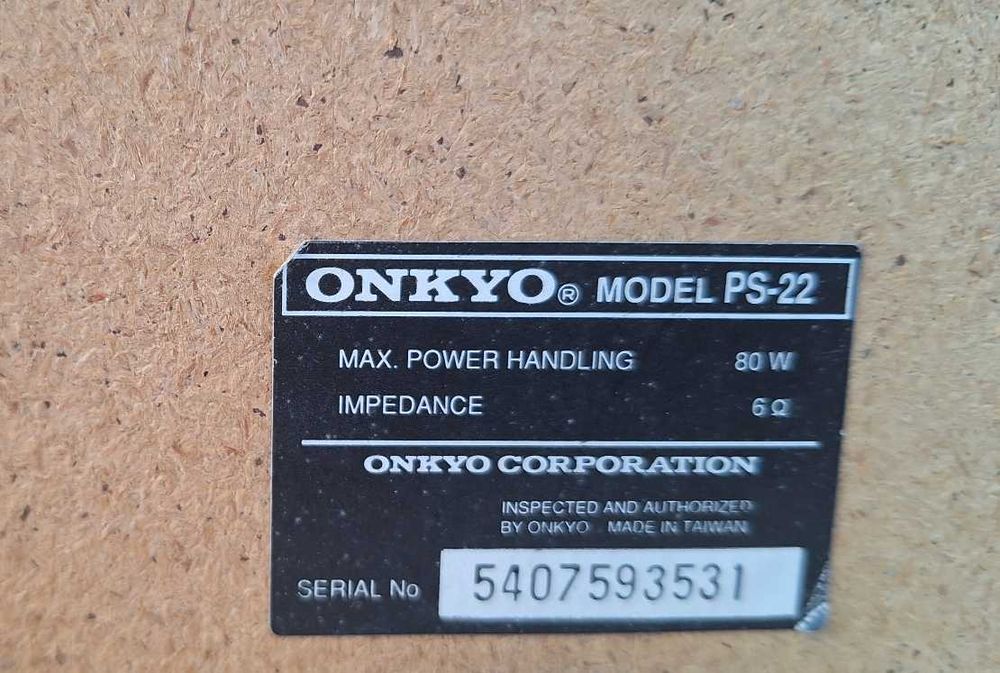 ONKYO® MODEL PS-22
MAX. POWER HANDLING 80 W
IMPEDANCE 6 Ω
ONKYO CORPORATION
INSPECTED AND AUTHORIZED
BY ONKYO MADE IN TAIWAN
SERIAL No 5407593531